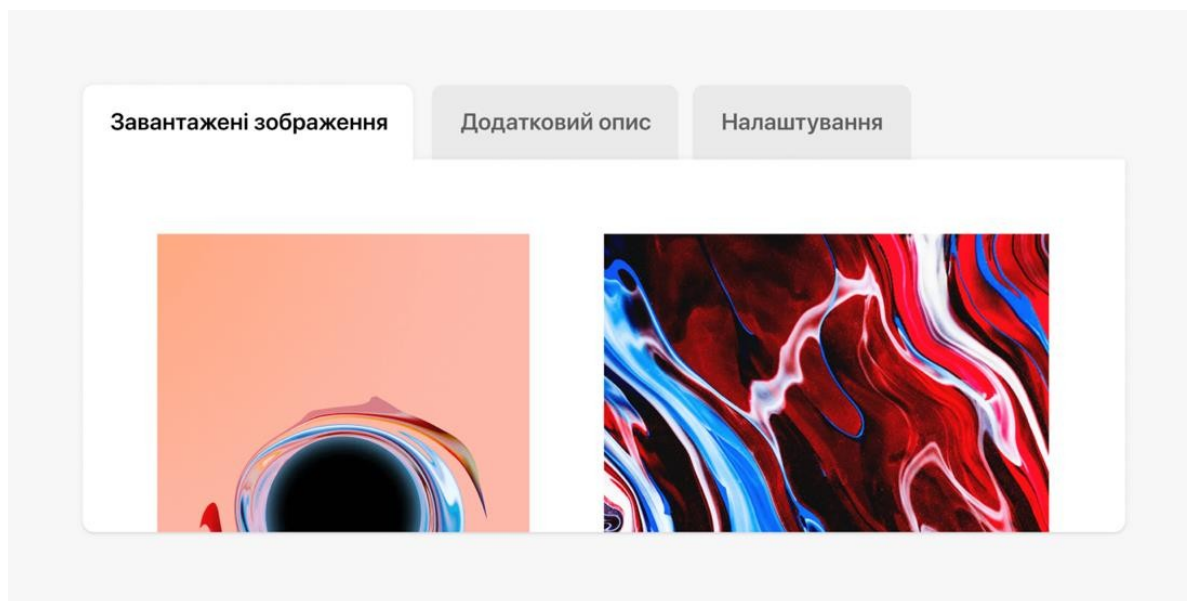 Завантажені зображення
Додатковий опис
Налаштування